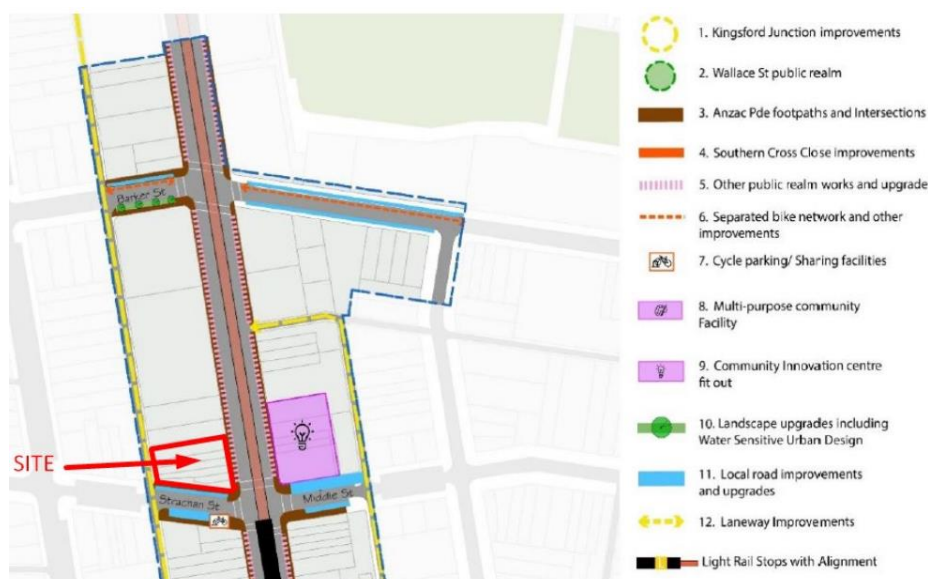 Barker St
SITE
Strachan St
Middle St
1. Kingsford Junction improvements
2. Wallace St public realm
3. Anzac Pde footpaths and Intersections
4. Southern Cross Close improvements
5. Other public realm works and upgrade
6. Separated bike network and other
improvements
7. Cycle parking/ Sharing facilities
8. Multi-purpose community
Facility
9. Community Innovation centre
fit out
10. Landscape upgrades including
Water Sensitive Urban Design
11. Local road improvements
and upgrades
12. Laneway Improvements
Light Rail Stops with Alignment